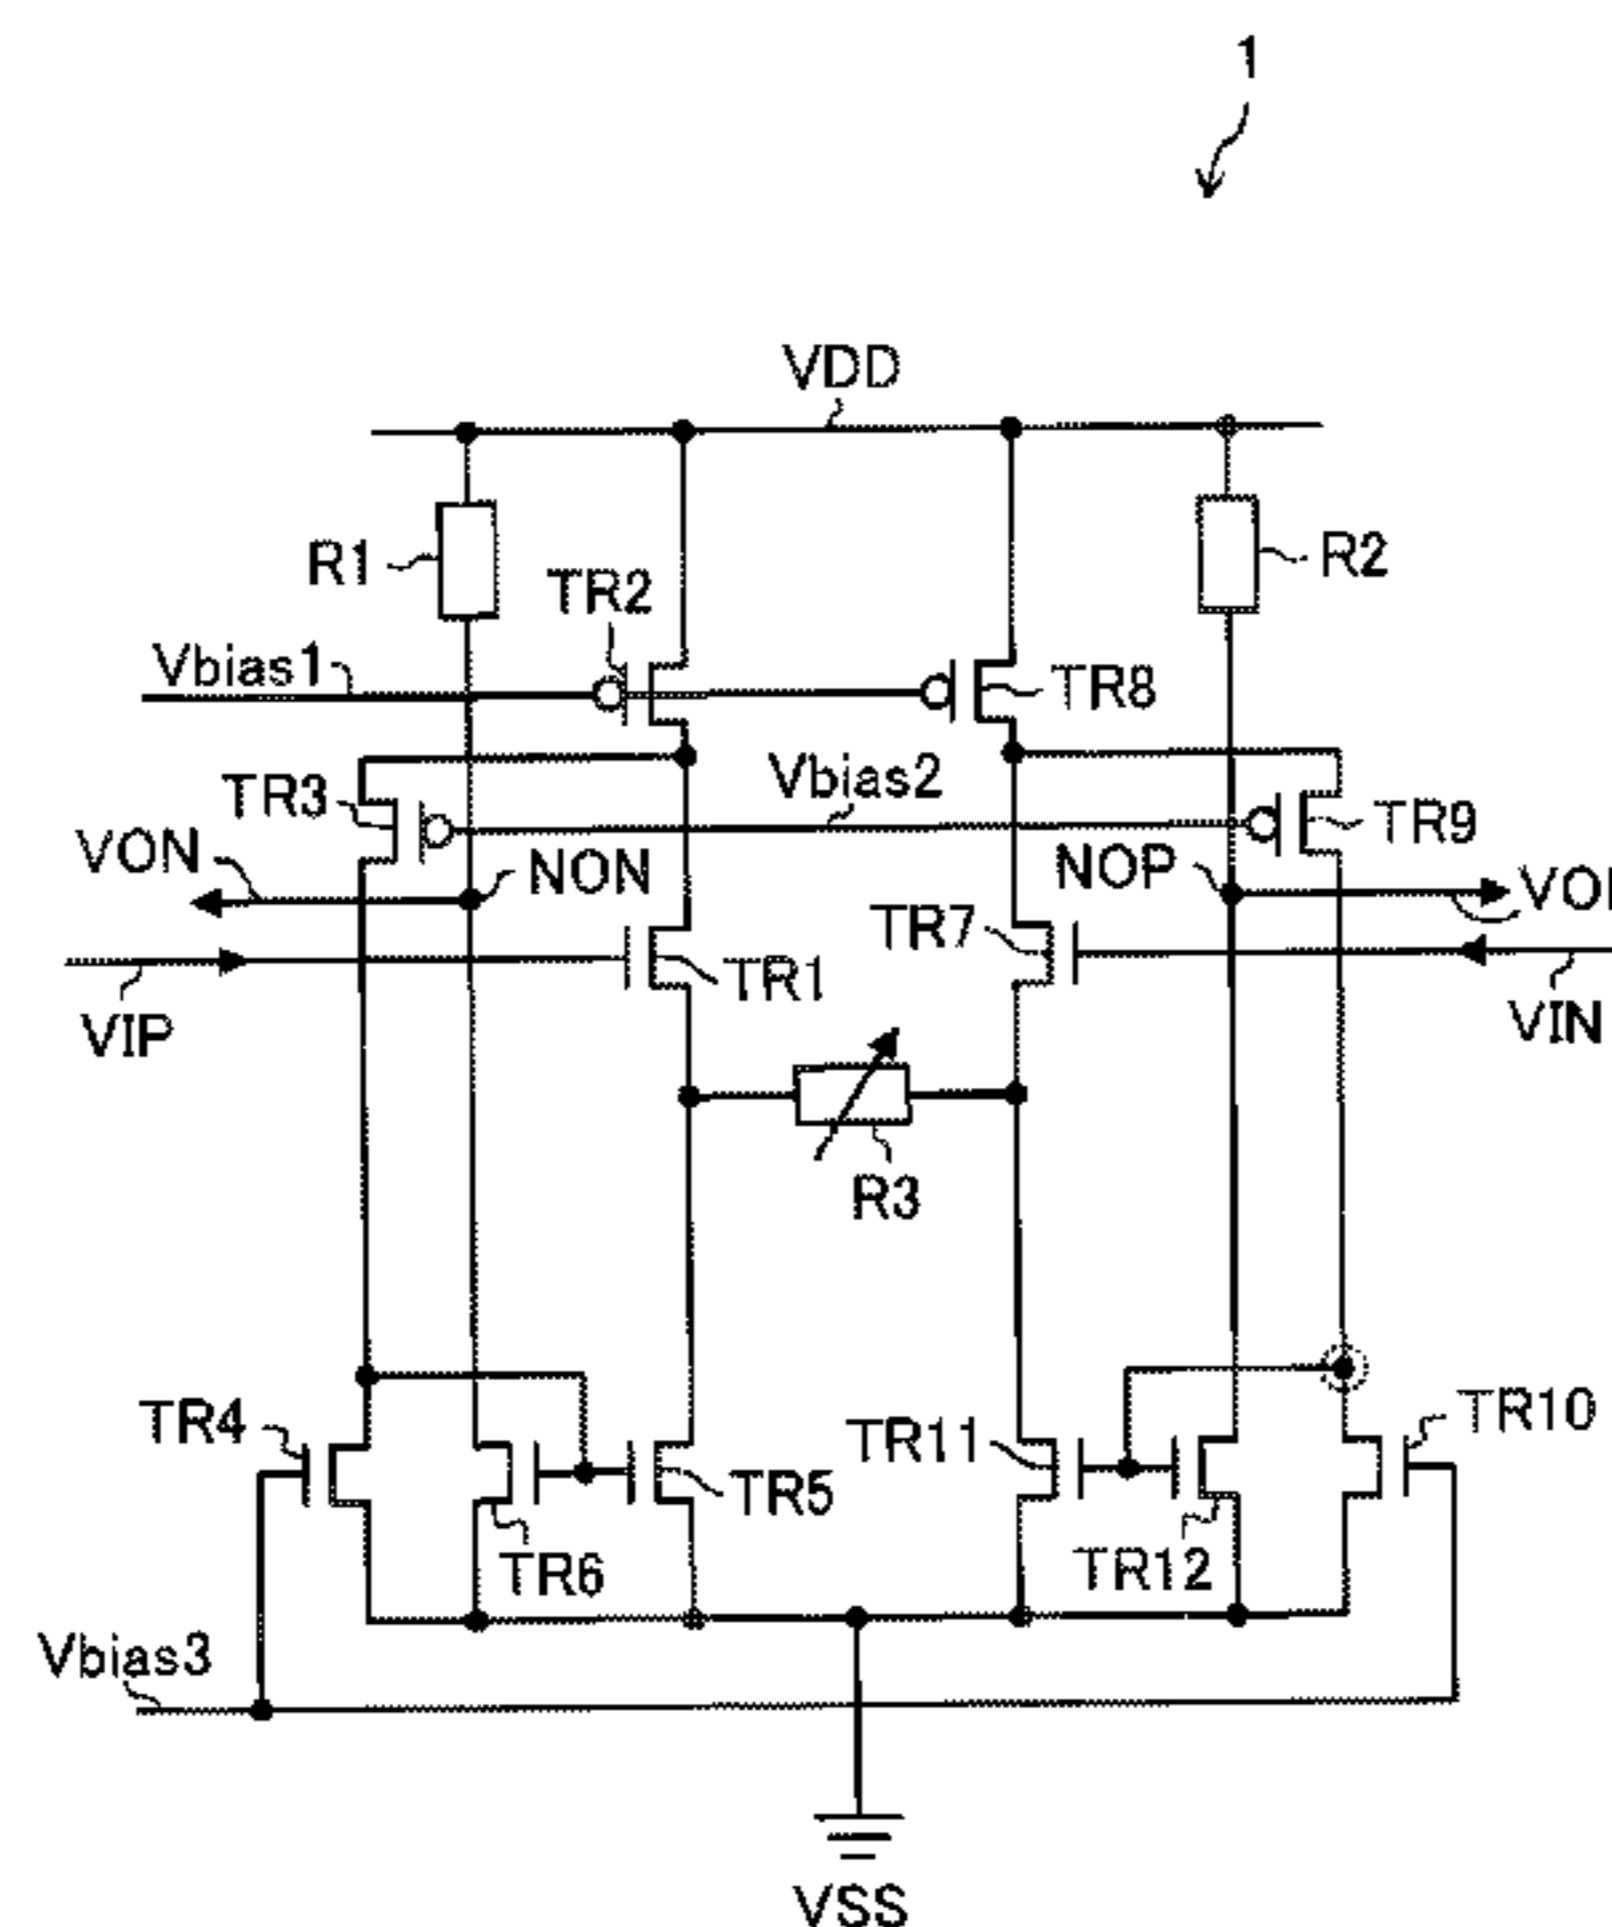 1
VDD
R1
TR2
R2
Vbias1
TR8
TR3
Vbias2
TR9
VON
NON
NOP
TR7
TR1
VIP
VIN
R3
TR4
TR11
TR10
TR5
TR6
TR12
Vbias3
VSS